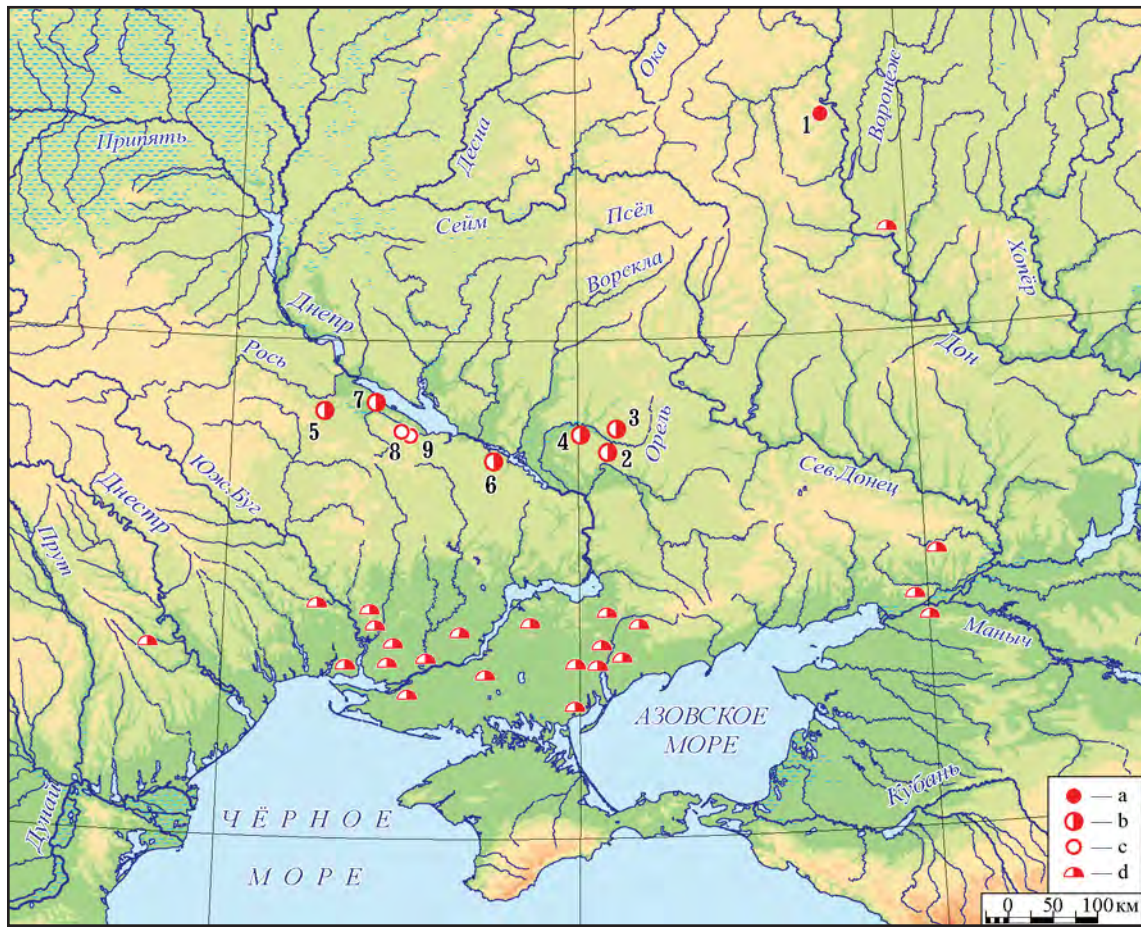 Ока
Воронеж
1
Десна
Припять
Сейм
Псёл
Хопёр
Ворскла
Днепр
Дон
Рось
7
5
8
9
3
4
2
Орель
6
Сев.Донец
Юж.Буг
Днестр
Прут
Маныч
АЗОВСКОЕ
МОРЕ
Кубань
Дунай
ЧЁРНОЕ
МОРЕ
— a
— b
— c
— d
0 50 100 км